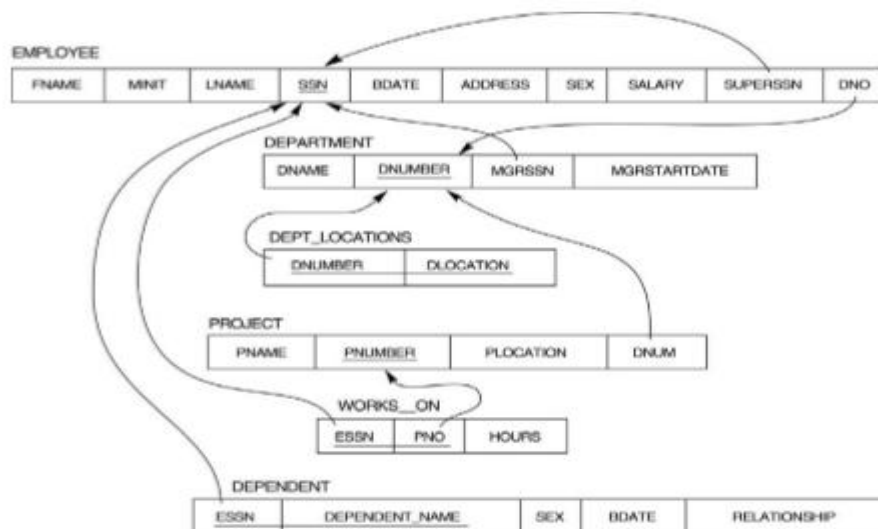 EMPLOYEE
FNAME MINIT LNAME SSN BDATE ADDRESS SEX SALARY SUPERSSN DNO
DEPARTMENT
DNAME DNUMBER MGRSSN MGRSTARTDATE
DEPT_LOCATIONS
DNUMBER DLOCATION
PROJECT
PNAME PNUMBER PLOCATION DNUM
WORKS__ON
ESSN PNO HOURS
DEPENDENT
ESSN DEPENDENT_NAME SEX BDATE RELATIONSHIP